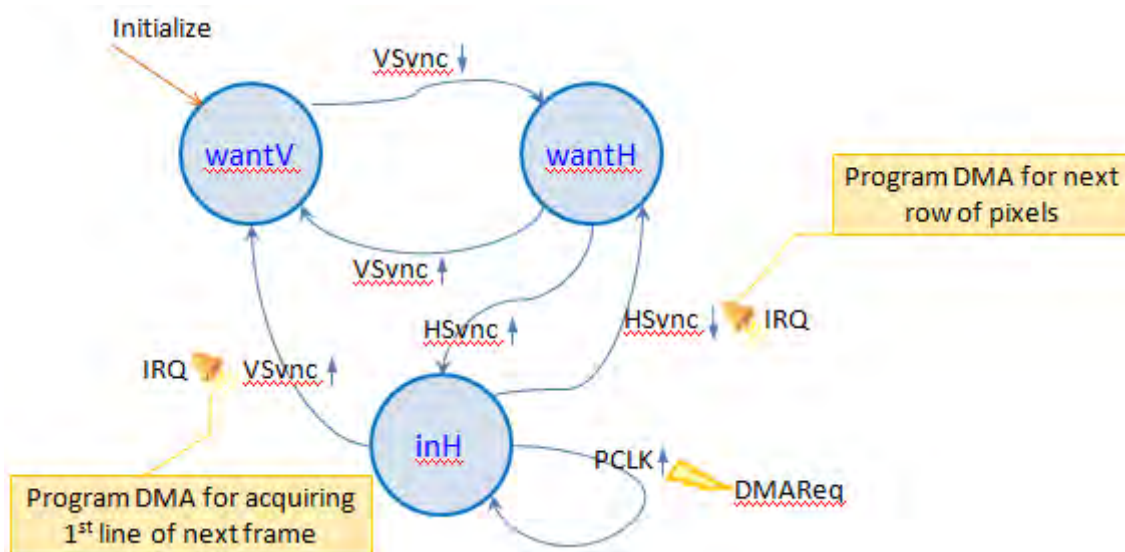 Initialize
VSvnc
wantV
wantH
Program DMA for next
row of pixels
VSvnc
HSvnc
HSvnc
IRQ
IRQ
VSvnc
inH
PCLK
DMAReq
Program DMA for acquiring
1st line of next frame